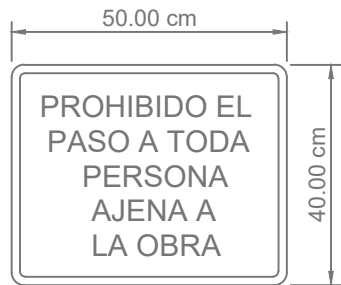 50.00 cm
PROHIBIDO EL
PASO A TODA
PERSONA
AJENA A
LA OBRA
40.00 cm